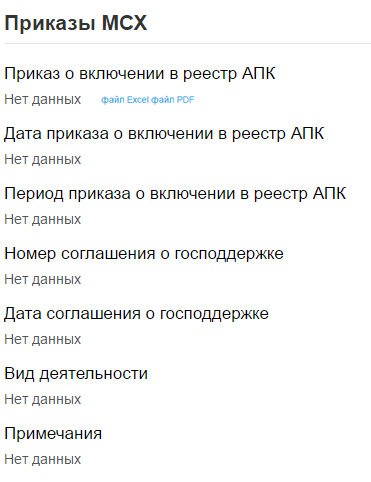 Приказы МСХ
Приказ о включении в реестр АПК
Нет данных файл Excel файл PDF
Дата приказа о включении в реестр АПК
Нет данных
Период приказа о включении в реестр АПК
Нет данных
Номер соглашения о господдержке
Нет данных
Дата соглашения о господдержке
Нет данных
Вид деятельности
Нет данных
Примечания
Нет данных